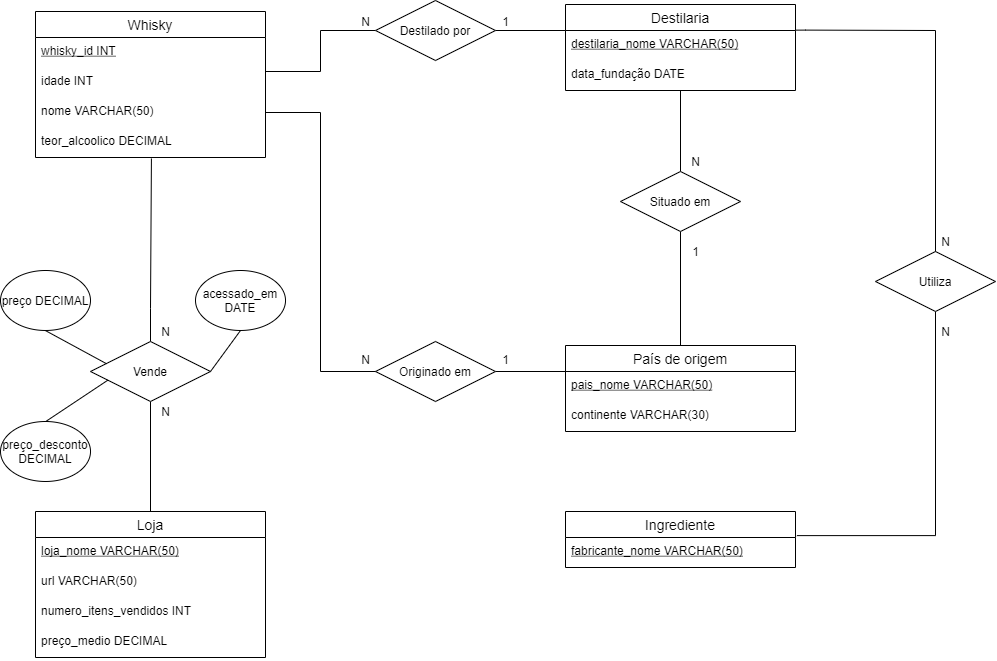 Whisky
whisky_id INT
idade INT
nome VARCHAR(50)
teor_alcoolico DECIMAL
N
Destilado por
1
Destilaria
destilaria_nome VARCHAR(50)
data_fundação DATE
N
Situado em
1
N
Utiliza
N
preço DECIMAL
acessado_em
DATE
N
Vende
N
preço_desconto
DECIMAL
N
Originado em
1
País de origem
pais_nome VARCHAR(50)
continente VARCHAR(30)
Loja
loja_nome VARCHAR(50)
url VARCHAR(50)
numero_itens_vendidos INT
preço_medio DECIMAL
Ingrediente
fabricante_nome VARCHAR(50)